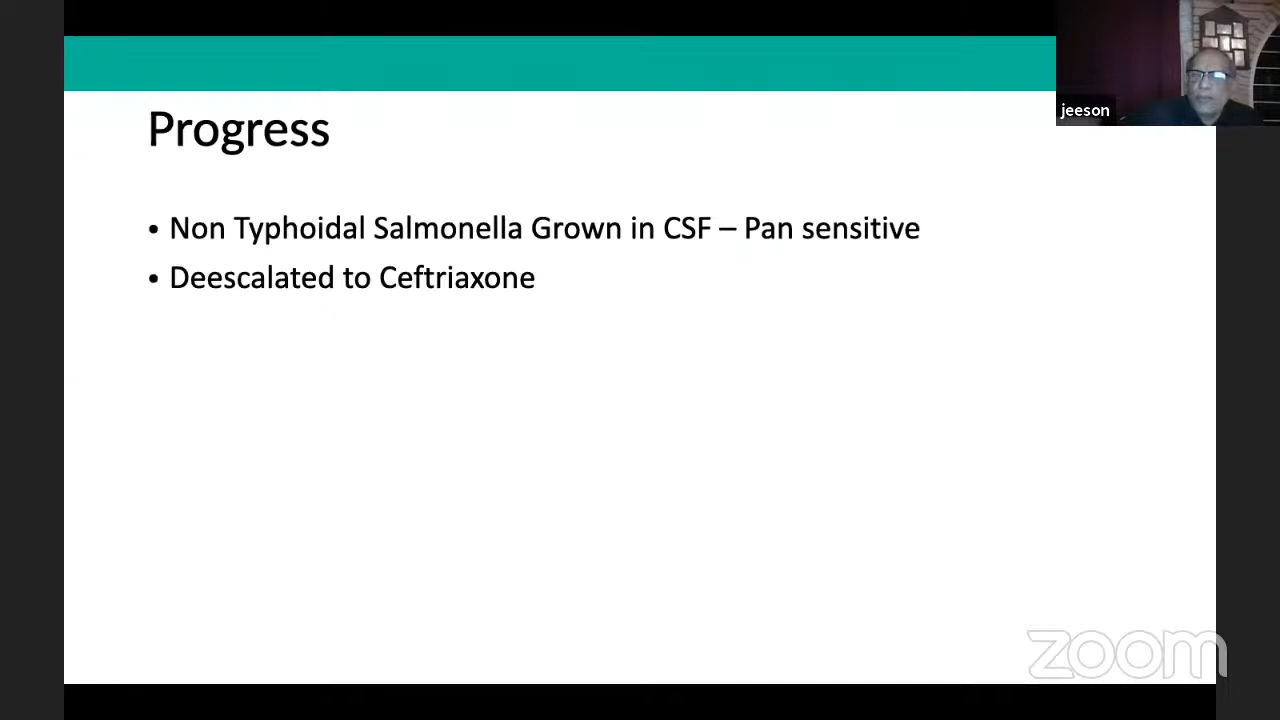 jeeson
Progress
• Non Typhoidal Salmonella Grown in CSF – Pan sensitive
• Deescalated to Ceftriaxone
zoom